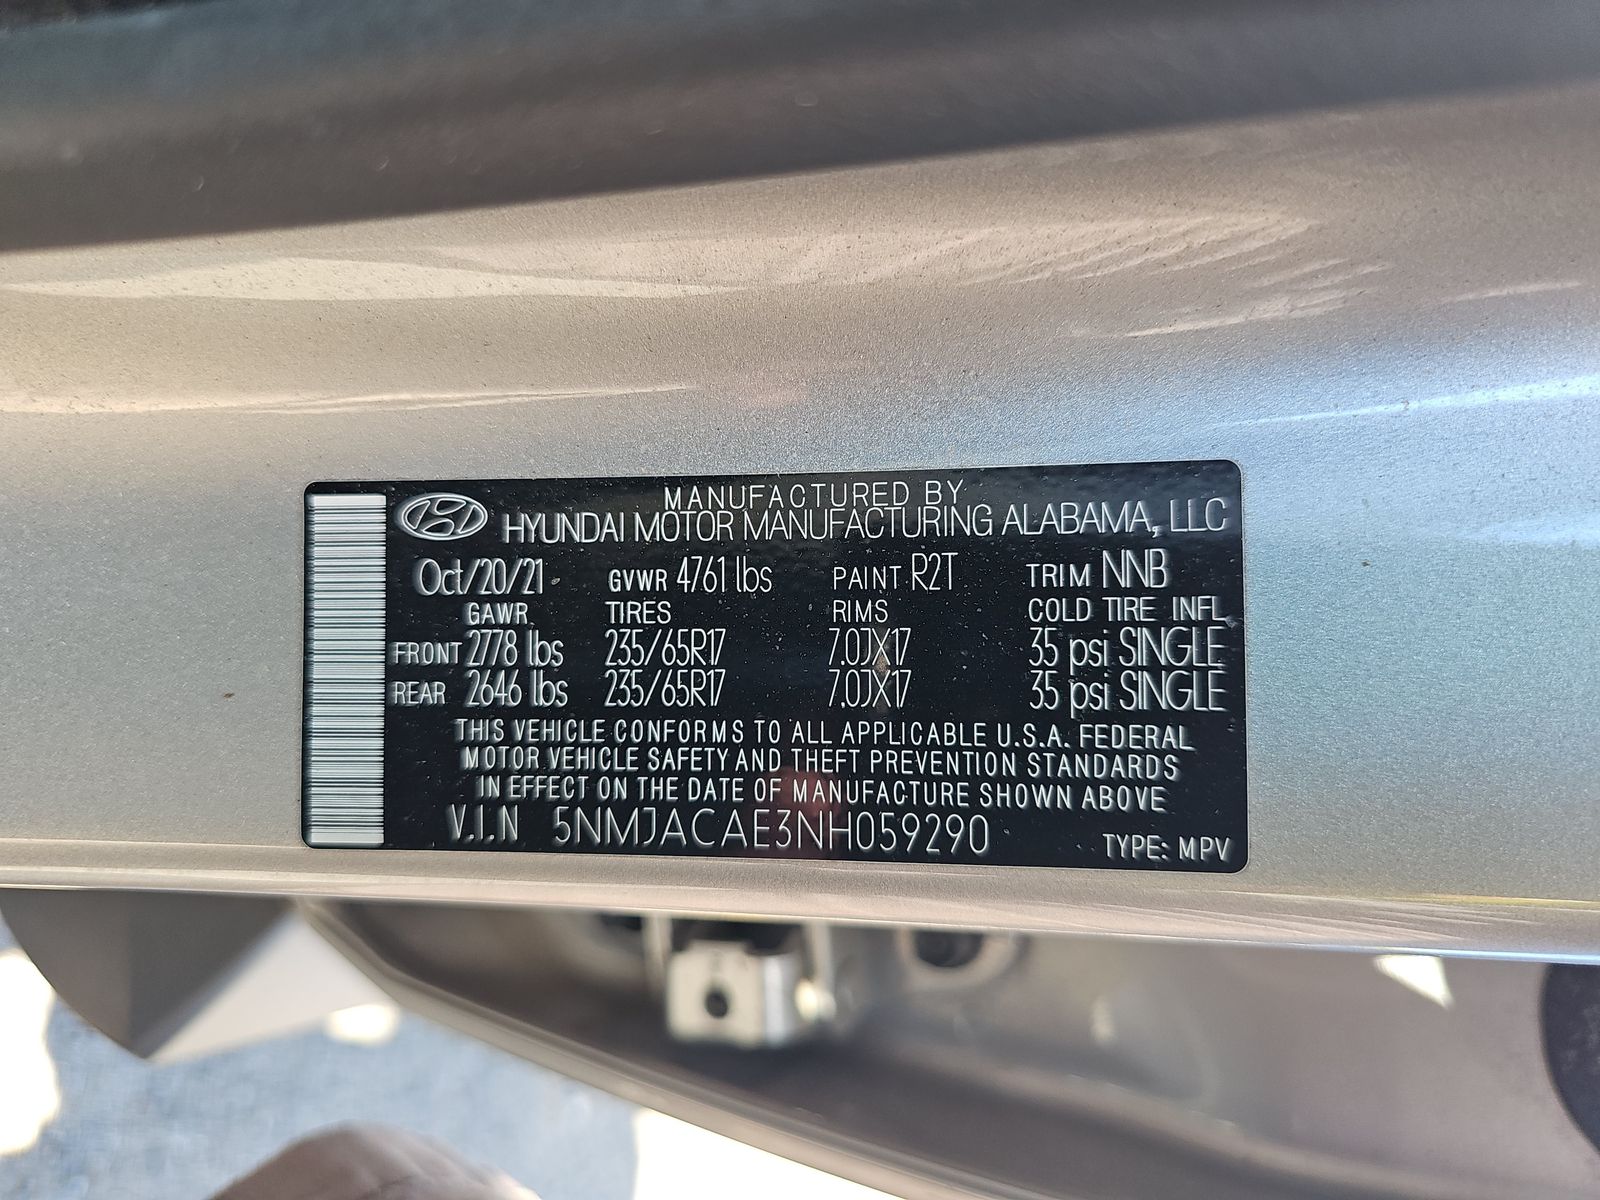 MANUFACTURED BY
HYUNDAI MOTOR MANUFACTURING ALABAMA, LLC
Oct/20/21 GVWR 4761 lbs PAINT R2T TRIM NNB
GAWR TIRES RIMS COLD TIRE INFL.
FRONT 2778 lbs 235/65R17 7.0JX17 35 psi SINGLE
REAR 2646 lbs 235/65R17 7.0JX17 35 psi SINGLE
THIS VEHICLE CONFORMS TO ALL APPLICABLE U.S.A. FEDERAL
MOTOR VEHICLE SAFETY AND THEFT PREVENTION STANDARDS
IN EFFECT ON THE DATE OF MANUFACTURE SHOWN ABOVE
V.I.N 5NMJACAE3NH059290 TYPE: MPV